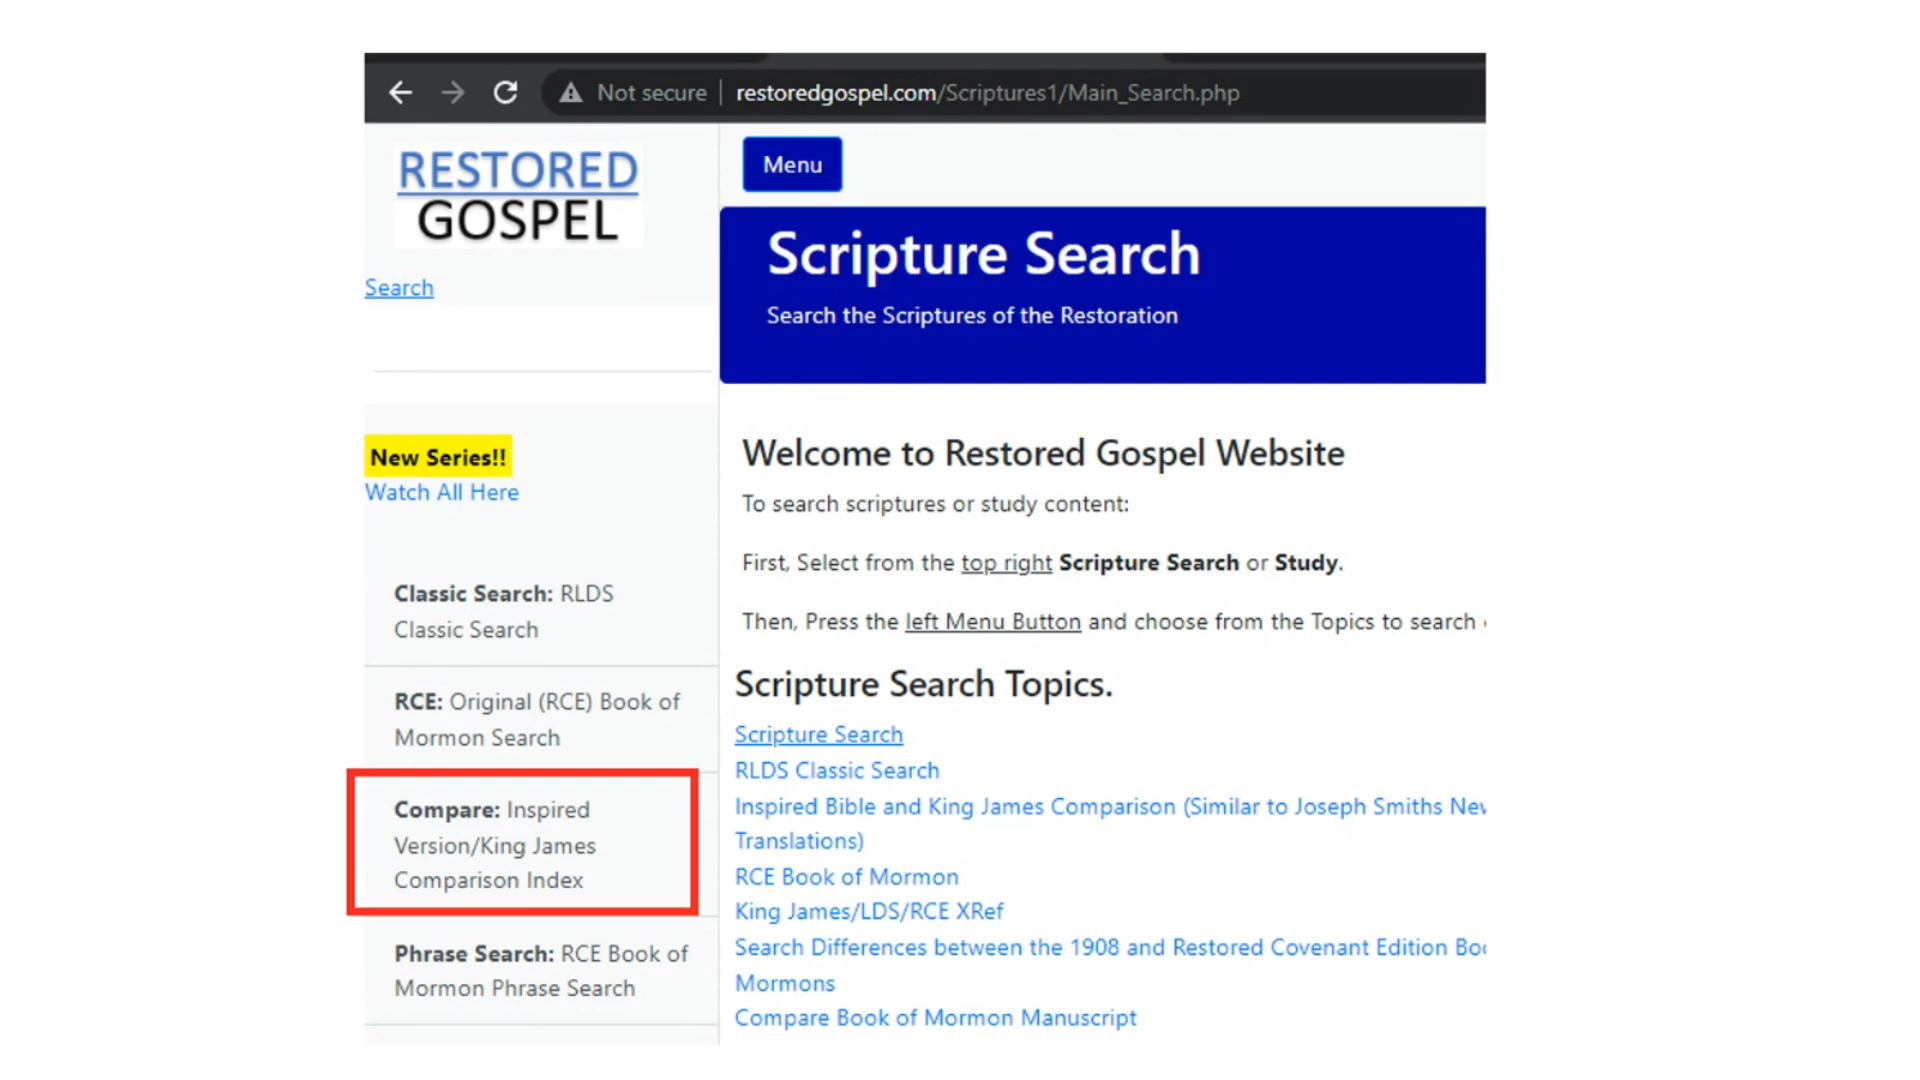 Not secure | restoredgospel.com/Scriptures1/Main_Search.php
RESTORED
GOSPEL
Search
New Series!!
Watch All Here
Classic Search: RLDS
Classic Search
RCE: Original (RCE) Book of
Mormon Search
Compare: Inspired
Version/King James
Comparison Index
Phrase Search: RCE Book of
Mormon Phrase Search
Menu
Scripture Search
Search the Scriptures of the Restoration
Welcome to Restored Gospel Website
To search scriptures or study content:
First, Select from the top right Scripture Search or Study.
Then, Press the left Menu Button and choose from the Topics to search
Scripture Search Topics.
Scripture Search
RLDS Classic Search
Inspired Bible and King James Comparison (Similar to Joseph Smiths
Translations)
RCE Book of Mormon
King James/LDS/RCE XRef
Search Differences between the 1908 and Restored Covenant Edition
Mormons
Compare Book of Mormon Manuscript